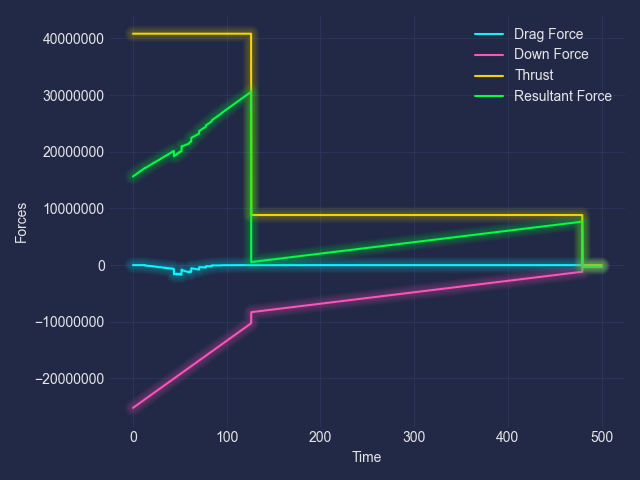 40000000
30000000
20000000
10000000
0
−10000000
−20000000
Forces
0 100 200 300 400 500
Time
Drag Force
Down Force
Thrust
Resultant Force